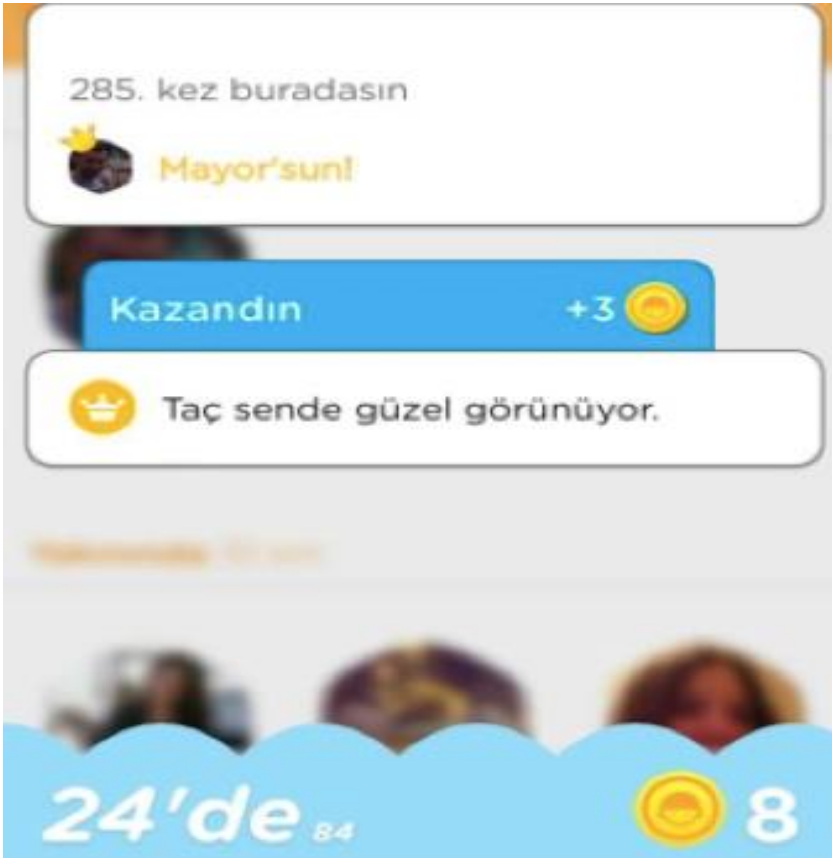 285. kez buradasın
Mayor'sun!
Kazandın +3
Taç sende güzel görünüyor.
24'de 84 8